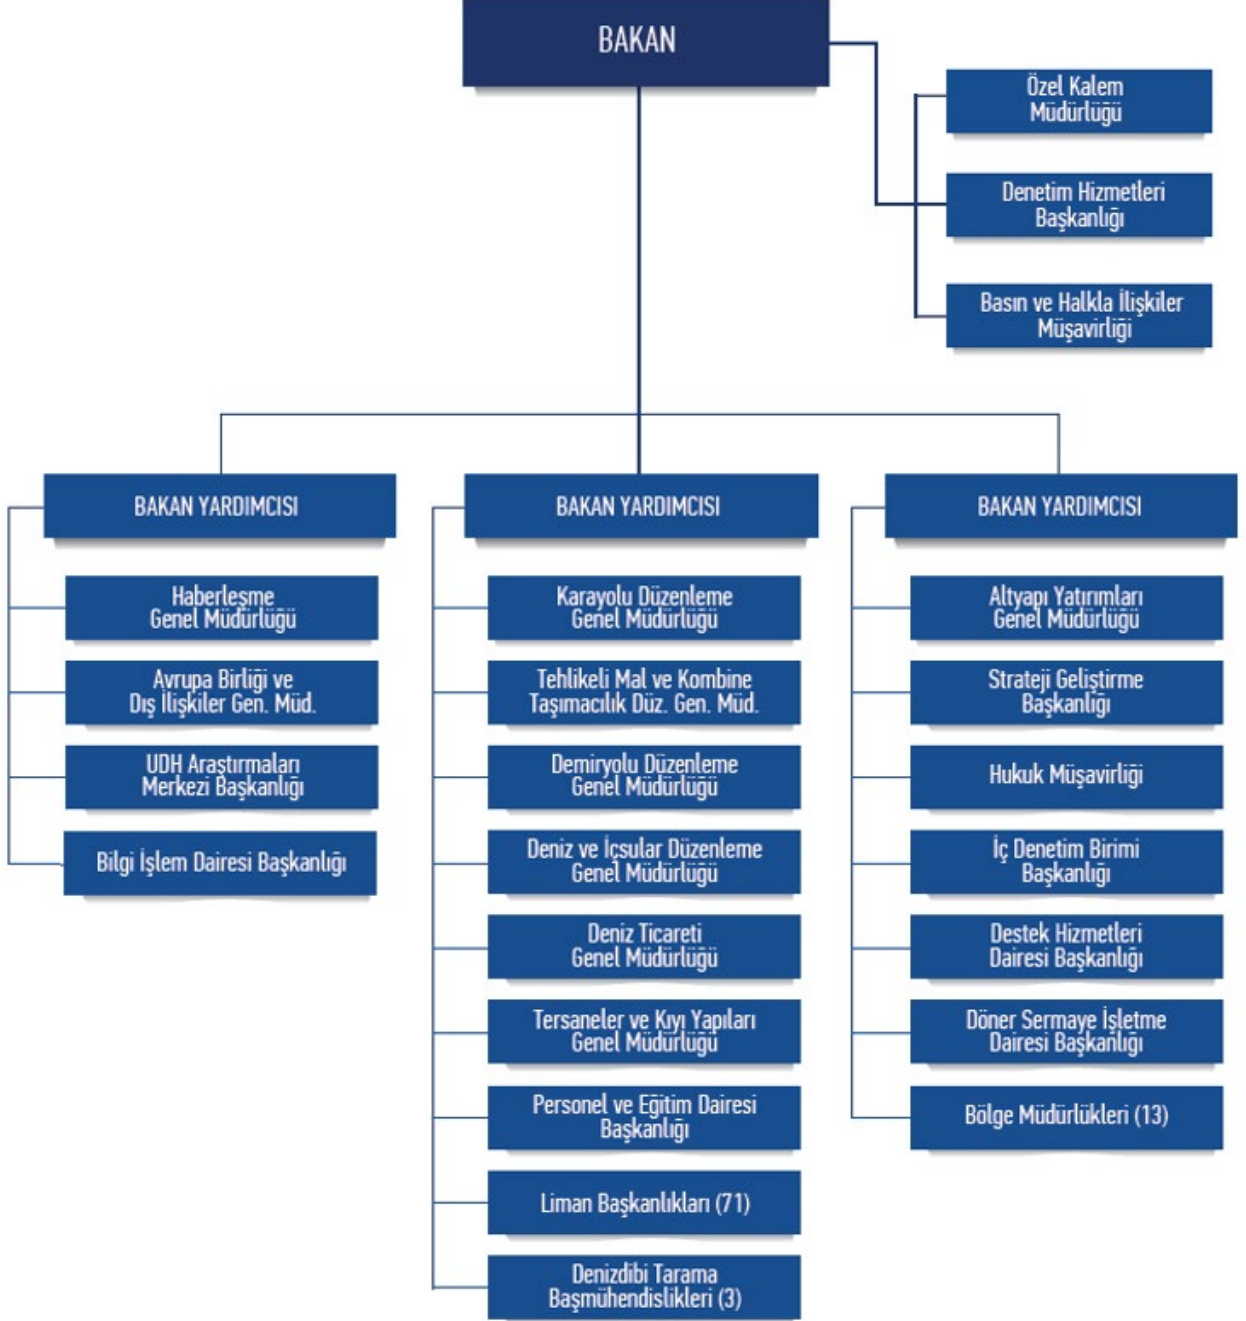 BAKAN
Özel Kalem
Müdürlüğü
Denetim Hizmetleri
Başkanlığı
Basın ve Halkla İlişkiler
Müşavirliği
BAKAN YARDIMCISI
Haberleşme
Genel Müdürlüğü
Avrupa Birliği ve
Dış İlişkiler Gen. Müd.
UDH Araştırmaları
Merkezi Başkanlığı
Bilgi İşlem Dairesi Başkanlığı
BAKAN YARDIMCISI
Karayolu Düzenleme
Genel Müdürlüğü
Tehlikeli Mal ve Kombine
Taşımacılık Düz. Gen. Müd.
Demiryolu Düzenleme
Genel Müdürlüğü
Deniz ve İçsular Düzenleme
Genel Müdürlüğü
Deniz Ticareti
Genel Müdürlüğü
Tersaneler ve Kıyı Yapıları
Genel Müdürlüğü
Personel ve Eğitim Dairesi
Başkanlığı
Liman Başkanlıkları (71)
Denizdibi Tarama
Başmühendislikleri (3)
BAKAN YARDIMCISI
Altyapı Yatırımları
Genel Müdürlüğü
Strateji Geliştirme
Başkanlığı
Hukuk Müşavirliği
İç Denetim Birimi
Başkanlığı
Destek Hizmetleri
Dairesi Başkanlığı
Döner Sermaye İşletme
Dairesi Başkanlığı
Bölge Müdürlükleri (13)